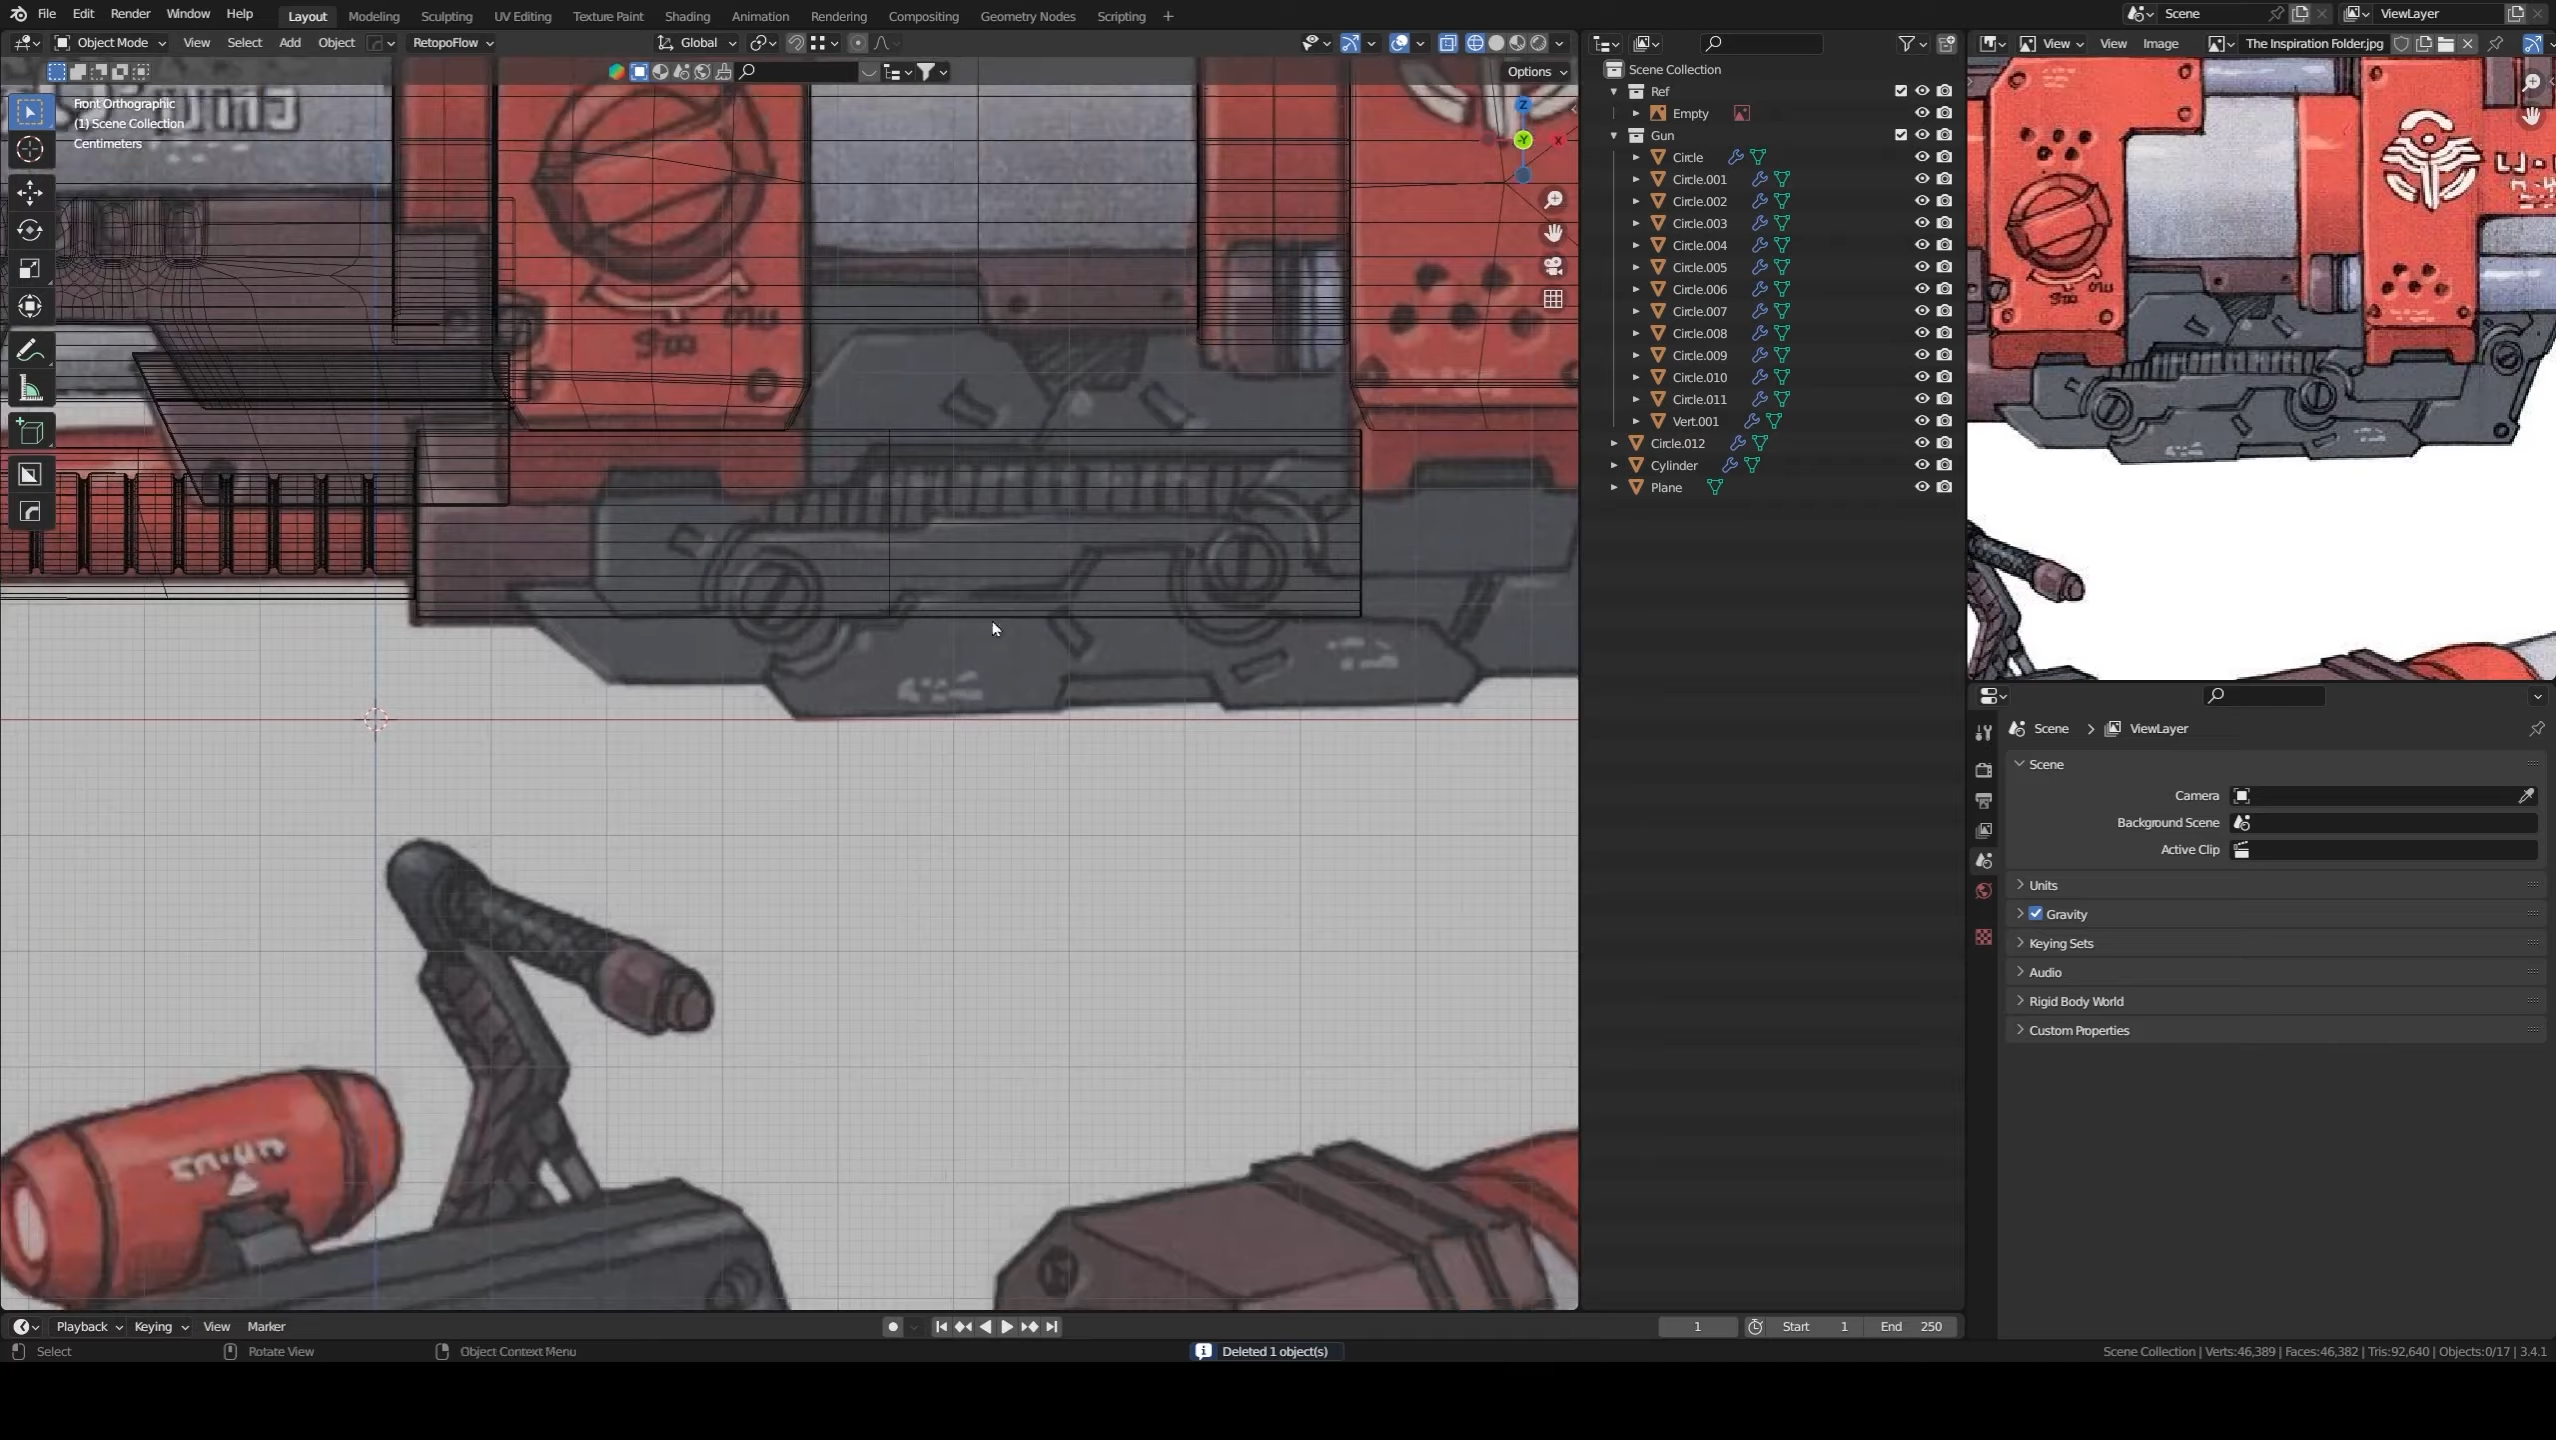 File Edit Render Window Help Layout Modeling Sculpting UV Editing Texture Paint Shading Animation Rendering Compositing Geometry Nodes Scripting + Scene ViewLayer
Object Mode View Select Add Object RetopoFlow Global View View Image The Inspiration Folder.jpg
Options
Front Orthographic
(1) Scene Collection
Centimeters
Z
-Y
X
Scene Collection
Ref
Empty
Gun
Circle
Circle.001
Circle.002
Circle.003
Circle.004
Circle.005
Circle.006
Circle.007
Circle.008
Circle.009
Circle.010
Circle.011
Vert.001
Circle.012
Cylinder
Plane
Scene > ViewLayer
Scene
Camera
Background Scene
Active Clip
Units
Gravity
Keying Sets
Audio
Rigid Body World
Custom Properties
Playback Keying View Marker 1 Start 1 End 250
Select Rotate View Object Context Menu Deleted 1 object(s) Scene Collection | Verts:46,389 | Faces:46,382 | Tris:92,640 | Objects:0/17 | 3.4.1